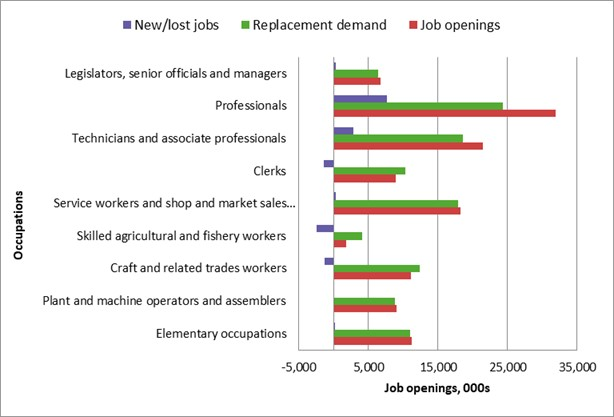 New/lost jobs Replacement demand Job openings
Legislators, senior officials and managers
Professionals
Technicians and associate professionals
Clerks
Service workers and shop and market sales...
Skilled agricultural and fishery workers
Craft and related trades workers
Plant and machine operators and assemblers
Elementary occupations
Occupations
-5,000 5,000 15,000 25,000 35,000
Job openings, 000s